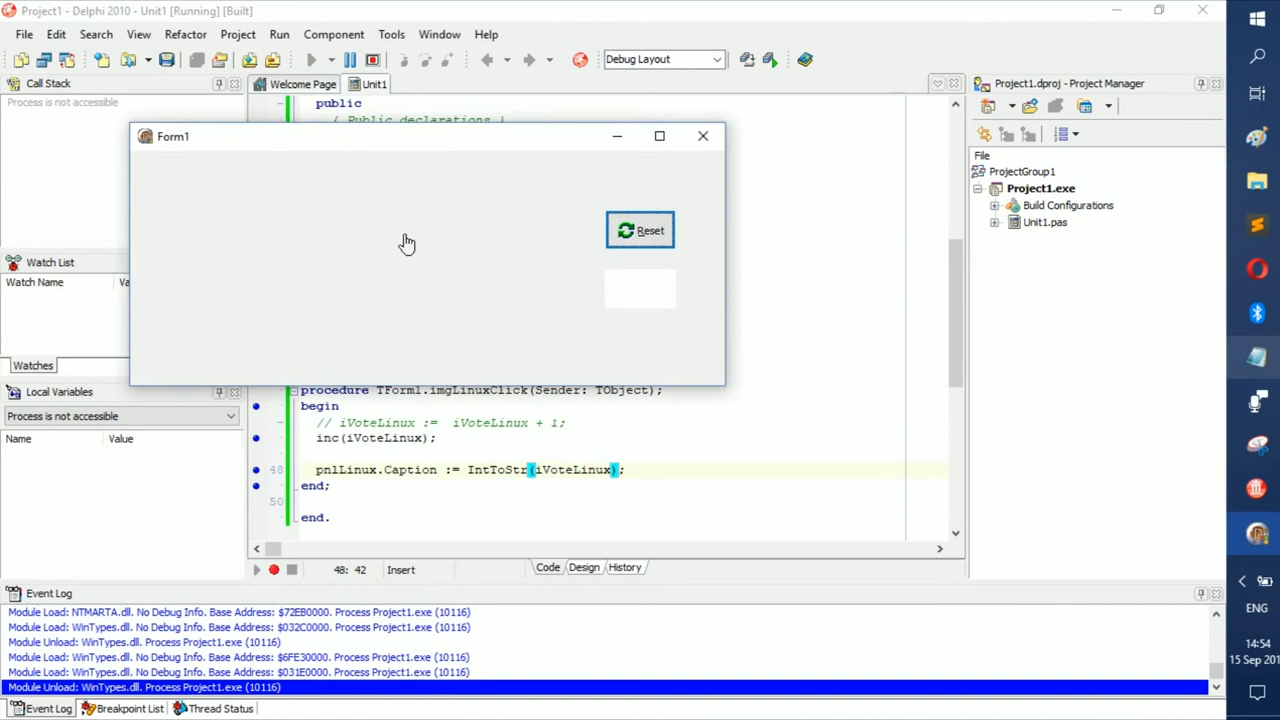 Project1 - Delphi 2010 - Unit1 [Running] [Built]
File Edit Search View Refactor Project Run Component Tools Window Help
Debug Layout
Call Stack
Welcome Page
Unit1
Project1.dproj - Project Manager
Process is not accessible
public
{ Public declarations }
Form1
File
ProjectGroup1
Project1.exe
Build Configurations
Unit1.pas
Reset
Watch List
Watch Name
Va
Watches
Local Variables
Process is not accessible
Name Value
procedure TForm1.imgLinuxClick(Sender: TObject);
begin
// iVoteLinux := iVoteLinux + 1;
inc(iVoteLinux);
48 pnlLinux.Caption := IntToStr(iVoteLinux);
end;
50
end.
48: 42 Insert
Code Design History
Event Log
Module Load: NTMARTA.dll. No Debug Info. Base Address: $72EB0000. Process Project1.exe (10116)
Module Load: WinTypes.dll. No Debug Info. Base Address: $032C0000. Process Project1.exe (10116)
Module Unload: WinTypes.dll. Process Project1.exe (10116)
Module Load: WinTypes.dll. No Debug Info. Base Address: $6FE30000. Process Project1.exe (10116)
Module Load: WinTypes.dll. No Debug Info. Base Address: $031E0000. Process Project1.exe (10116)
Module Unload: WinTypes.dll. Process Project1.exe (10116)
Event Log Breakpoint List Thread Status
ENG
14:54
15 Sep 201